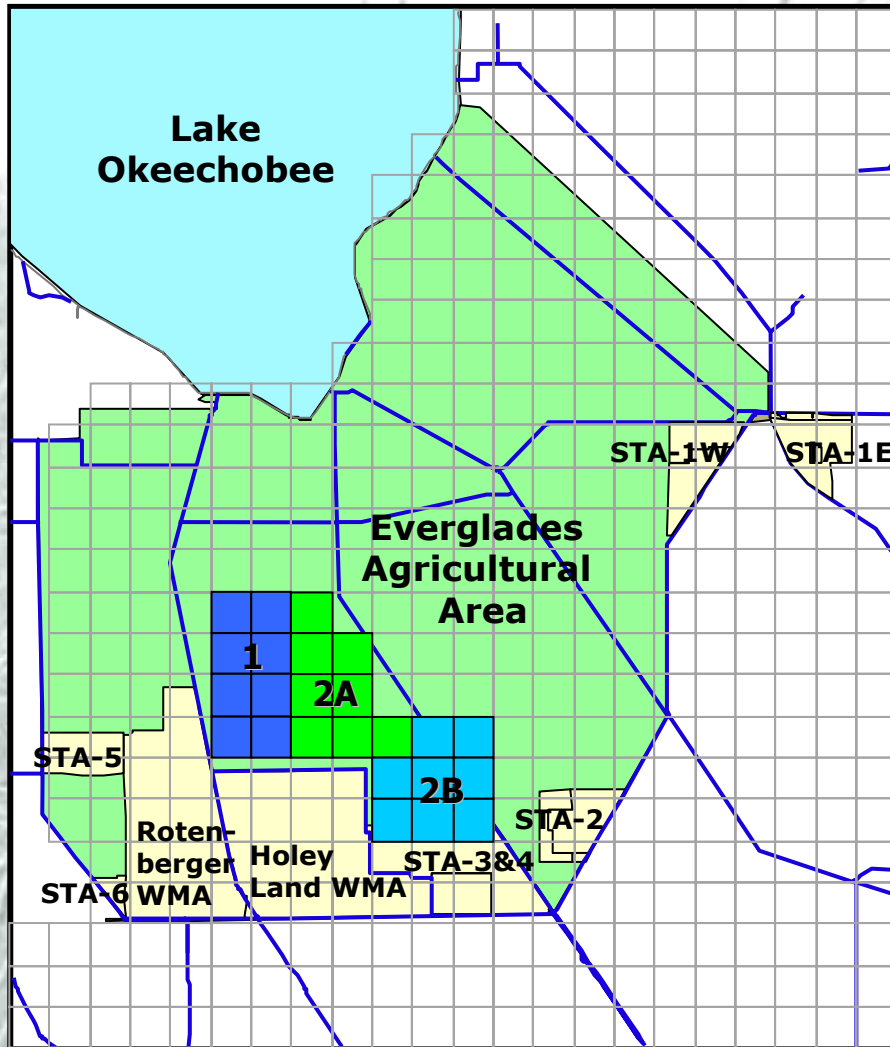 Lake
Okeechobee
STA-1W
STA-1E
Everglades
Agricultural
Area
1
2A
STA-5
2B
STA-2
Roten-
berger
WMA
Holey
Land WMA
STA-3&4
STA-6